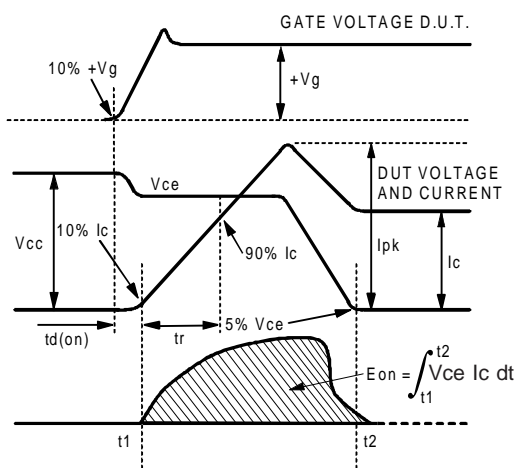 GATE VOLTAGE D.U.T.
10% +Vg
+Vg
Vce
DUT VOLTAGE
AND CURRENT
10% Ic
Vcc
90% Ic
Ipk
Ic
td(on)
tr
5% Vce
Eon = ∫ Vce Ic dt
t2
t1
t1
t2